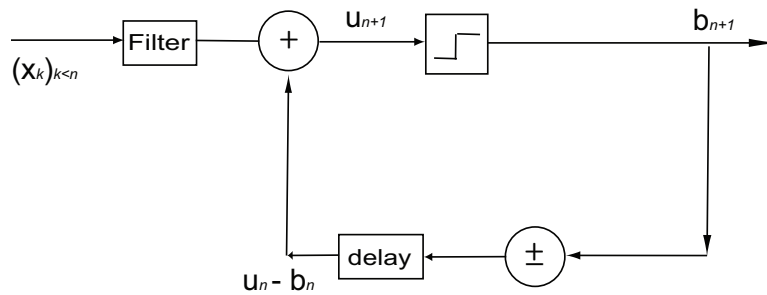 u_{n+1}
b_{n+1}
Filter
+
(x_k)_{k<n}
delay
±
u_n - b_n